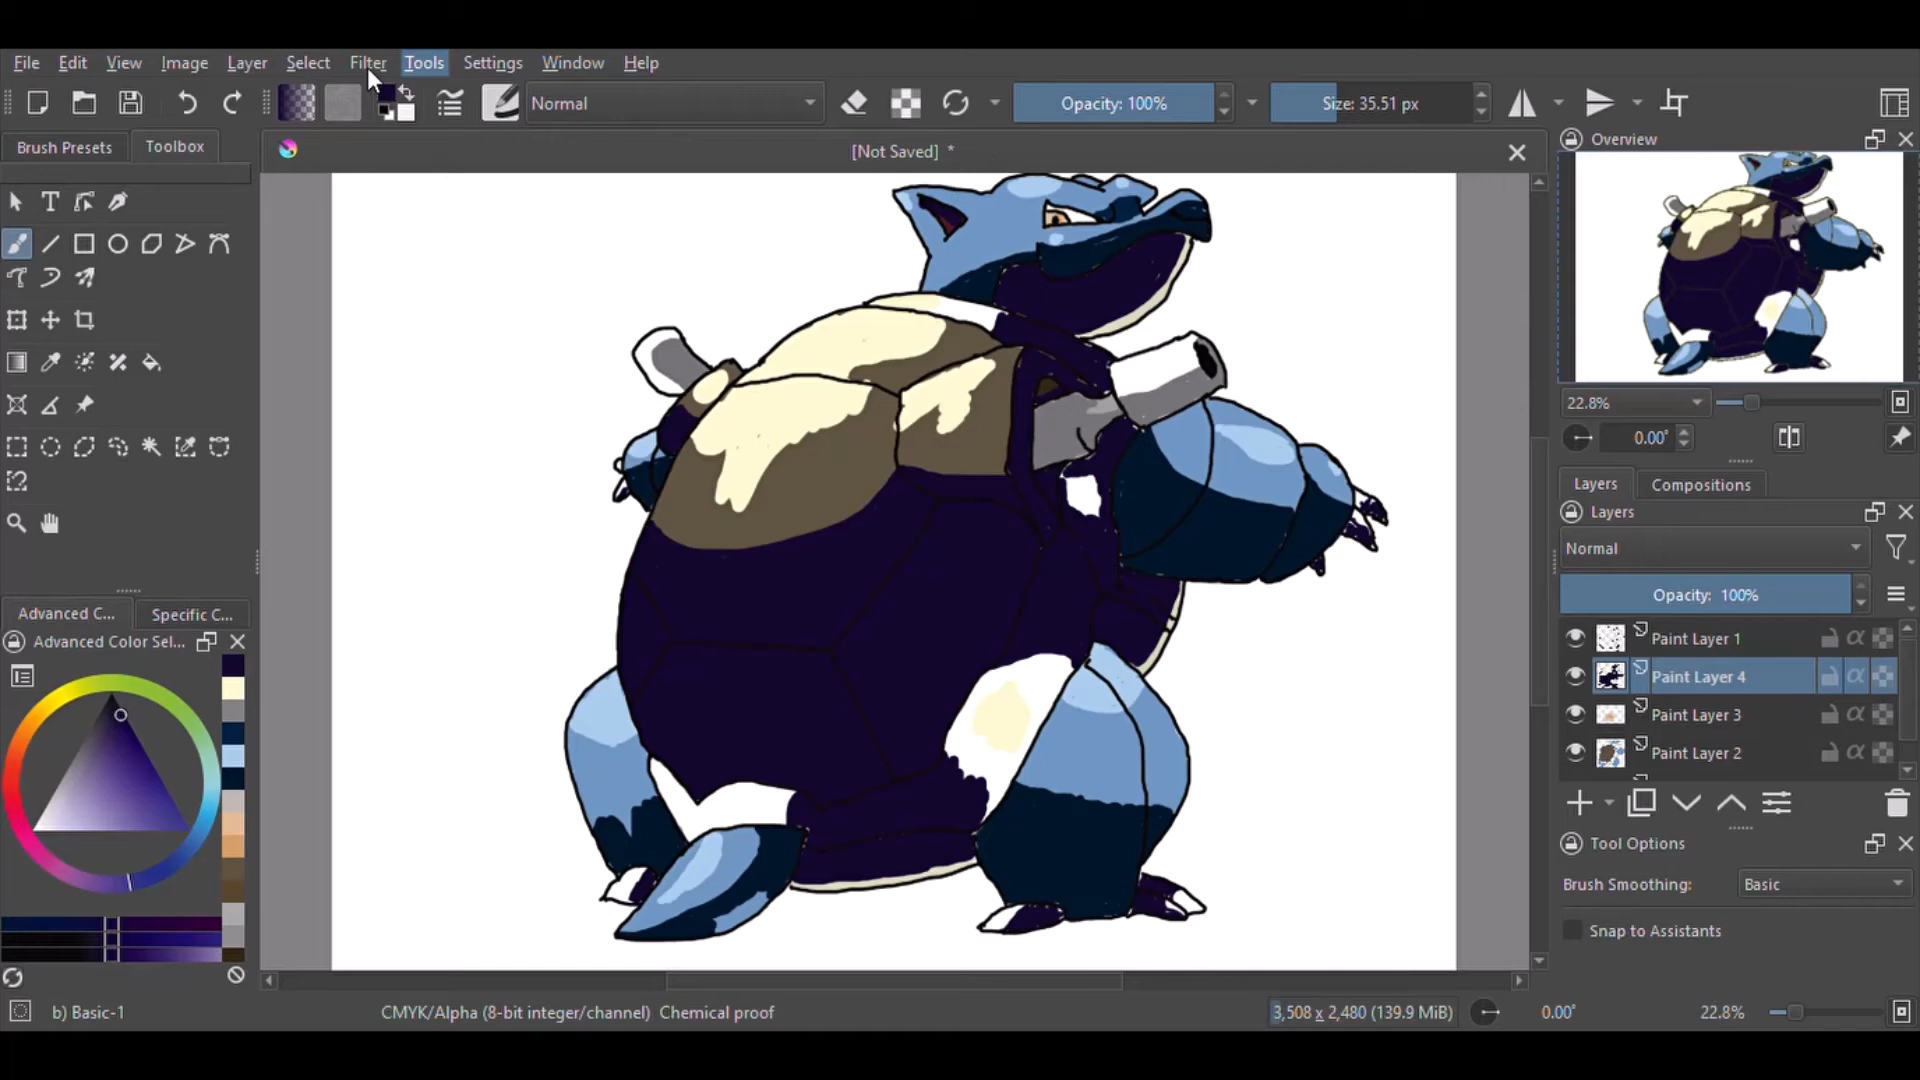 File Edit View Image Layer Select Filter Tools Settings Window Help
Normal Opacity: 100% Size: 35.51 px
Brush Presets Toolbox
[Not Saved] *
Overview
22.8%
0.00°
Layers Compositions
Layers
Normal
Opacity: 100%
Paint Layer 1
Paint Layer 4
Paint Layer 3
Paint Layer 2
Tool Options
Brush Smoothing: Basic
Snap to Assistants
Advanced C... Specific C...
Advanced Color Sel...
b) Basic-1 CMYK/Alpha (8-bit integer/channel) Chemical proof 3,508 x 2,480 (139.9 MiB) 0.00° 22.8%